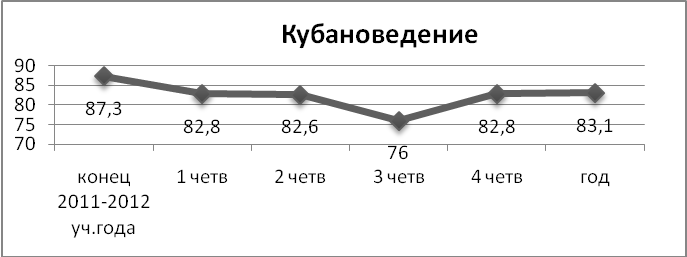 Кубановедение
90
85
80
75
70
87,3
82,8
82,6
76
82,8
83,1
конец
2011-2012
уч.года
1 четв
2 четв
3 четв
4 четв
год